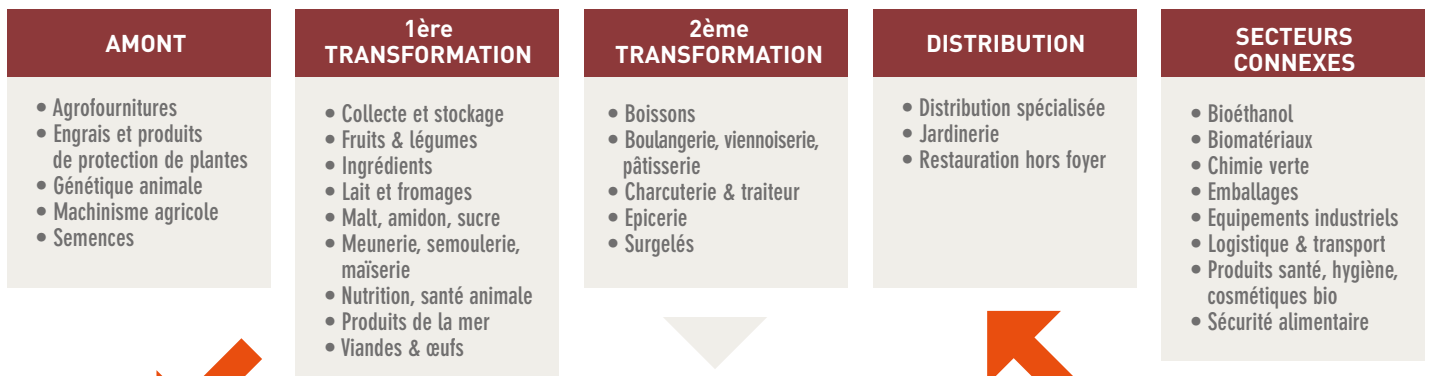 AMONT
• Agrofournitures
• Engrais et produits
de protection de plantes
• Génétique animale
• Machinisme agricole
• Semences
1ère
TRANSFORMATION
• Collecte et stockage
• Fruits & légumes
• Ingrédients
• Lait et fromages
• Malt, amidon, sucre
• Meunerie, semoulerie,
maïserie
• Nutrition, santé animale
• Produits de la mer
• Viandes & œufs
2ème
TRANSFORMATION
• Boissons
• Boulangerie, viennoiserie,
pâtisserie
• Charcuterie & traiteur
• Epicerie
• Surgelés
DISTRIBUTION
• Distribution spécialisée
• Jardinerie
• Restauration hors foyer
SECTEURS
CONNEXES
• Bioéthanol
• Biomatériaux
• Chimie verte
• Emballages
• Equipements industriels
• Logistique & transport
• Produits santé, hygiène,
cosmétiques bio
• Sécurité alimentaire